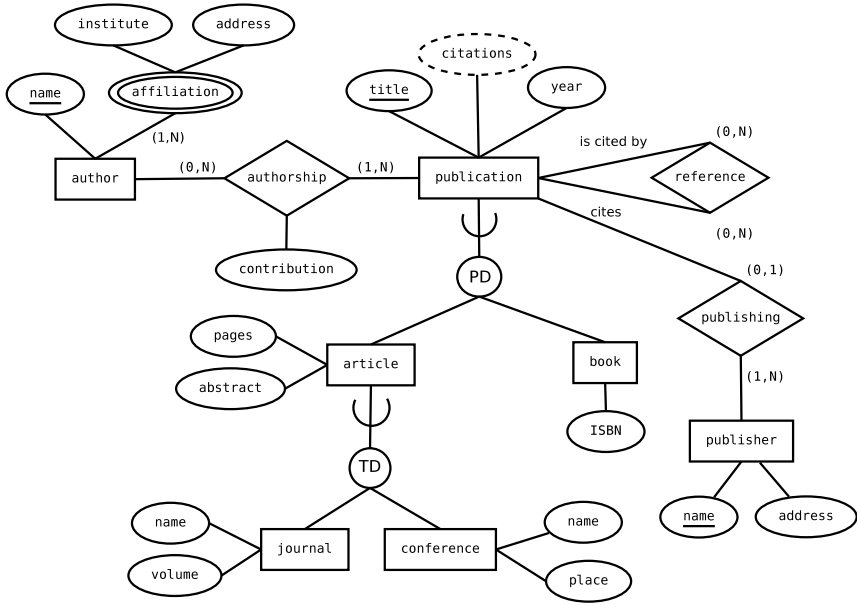 institute
address
citations
name
affiliation
title
year
(1,N)
(0,N)
is cited by
author
(0,N)
authorship
(1,N)
publication
reference
cites
(0,N)
contribution
PD
(0,1)
publishing
pages
article
book
abstract
(1,N)
ISBN
publisher
TD
name
name
name
address
journal
conference
volume
place